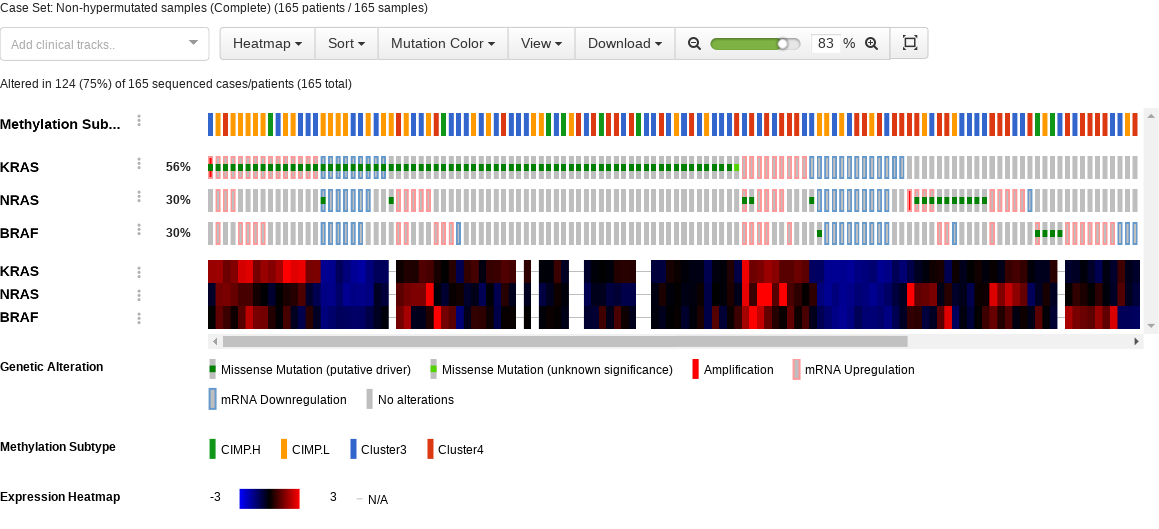 Case Set: Non-hypermutated samples (Complete) (165 patients / 165 samples)
Add clinical tracks.. Heatmap Sort Mutation Color View Download 83 %
Altered in 124 (75%) of 165 sequenced cases/patients (165 total)
Methylation Sub...
KRAS 56%
NRAS 30%
BRAF 30%
KRAS
NRAS
BRAF
Genetic Alteration Missense Mutation (putative driver) Missense Mutation (unknown significance) Amplification mRNA Upregulation
mRNA Downregulation No alterations
Methylation Subtype CIMP.H CIMP.L Cluster3 Cluster4
Expression Heatmap -3 3 N/A